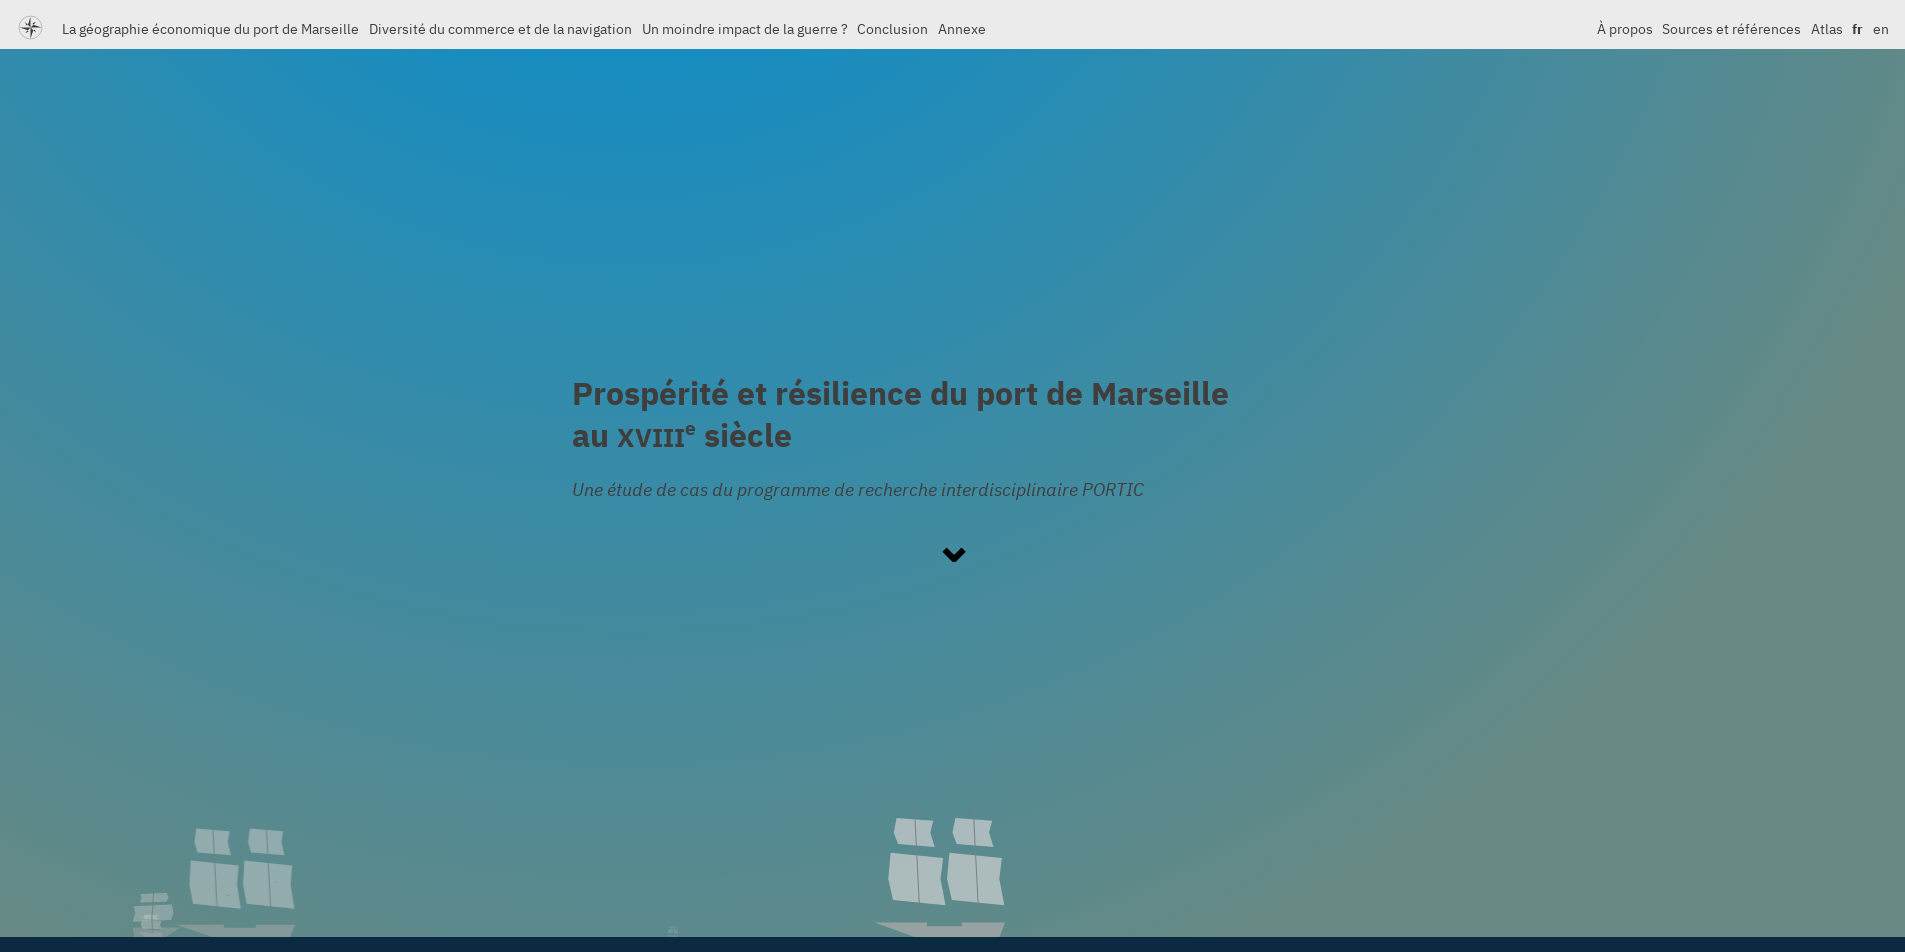 La géographie économique du port de Marseille Diversité du commerce et de la navigation Un moindre impact de la guerre ? Conclusion Annexe À propos Sources et références Atlas fr en
Prospérité et résilience du port de Marseille
au XVIIIe siècle
Une étude de cas du programme de recherche interdisciplinaire PORTIC